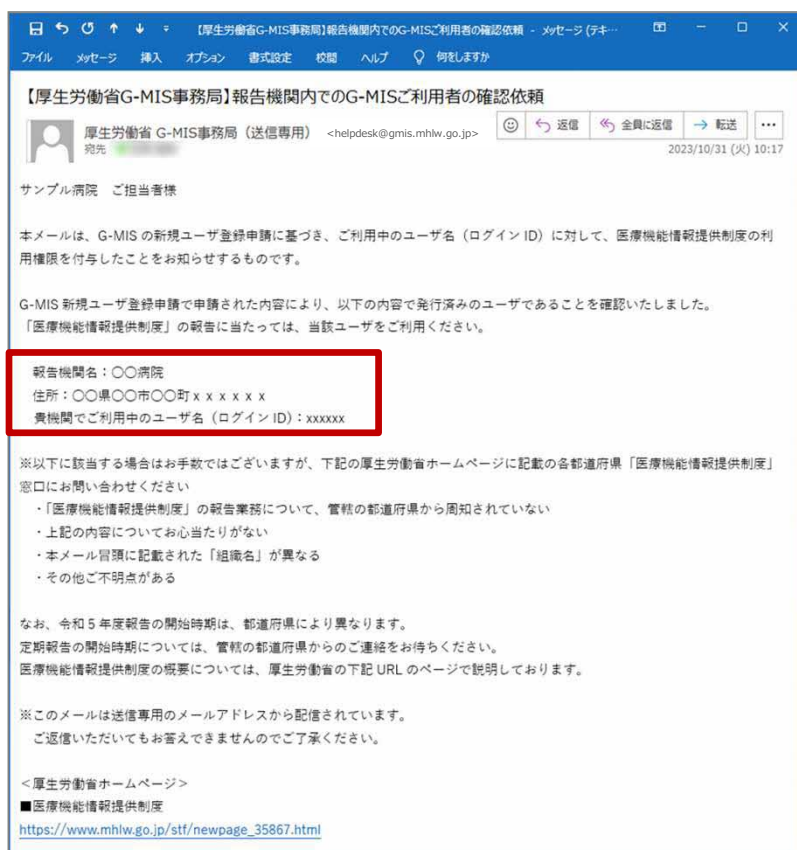 【厚生労働省G-MIS事務局】報告機関内でのG-MISご利用者の確認依頼 - メッセージ (テキ…
ファイル メッセージ 挿入 オプション 書式設定 校閲 ヘルプ 何をしますか
【厚生労働省G-MIS事務局】報告機関内でのG-MISご利用者の確認依頼
厚生労働省 G-MIS事務局（送信専用） <helpdesk@gmis.mhlw.go.jp>
返信 全員に返信 転送 …
宛先
2023/10/31 (火) 10:17
サンプル病院 ご担当者様
本メールは、G-MIS の新規ユーザ登録申請に基づき、ご利用中のユーザ名（ログイン ID）に対して、医療機能情報提供制度の利
用権限を付与したことをお知らせするものです。
G-MIS 新規ユーザ登録申請で申請された内容により、以下の内容で発行済みのユーザであることを確認いたしました。
「医療機能情報提供制度」の報告に当たっては、当該ユーザをご利用ください。
報告機関名：〇〇病院
住所：〇〇県〇〇市〇〇町ｘｘｘｘｘｘ
貴機関でご利用中のユーザ名（ログイン ID）：xxxxxx
※以下に該当する場合はお手数ではございますが、下記の厚生労働省ホームページに記載の各都道府県「医療機能情報提供制度」
窓口にお問い合わせください
・「医療機能情報提供制度」の報告業務について、管轄の都道府県から周知されていない
・上記の内容についてお心当たりがない
・本メール冒頭に記載された「組織名」が異なる
・その他ご不明点がある
なお、令和５年度報告の開始時期は、都道府県により異なります。
定期報告の開始時期については、管轄の都道府県からのご連絡をお待ちください。
医療機能情報提供制度の概要については、厚生労働省の下記 URL のページで説明しております。
※このメールは送信専用のメールアドレスから配信されています。
ご返信いただいてもお答えできませんのでご了承ください。
＜厚生労働省ホームページ＞
■医療機能情報提供制度
https://www.mhlw.go.jp/stf/newpage_35867.html